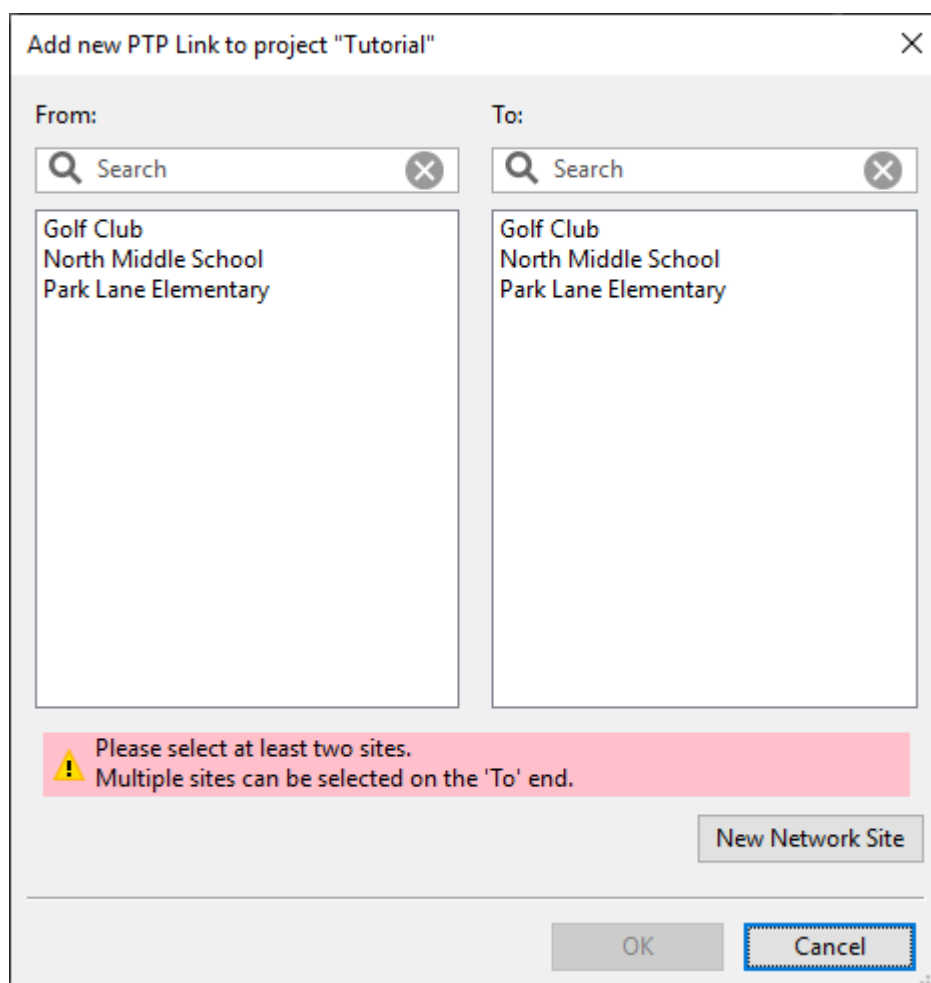 Add new PTP Link to project "Tutorial"
From:
To:
Search
Search
Golf Club
North Middle School
Park Lane Elementary
Golf Club
North Middle School
Park Lane Elementary
Please select at least two sites.
Multiple sites can be selected on the 'To' end.
New Network Site
OK
Cancel